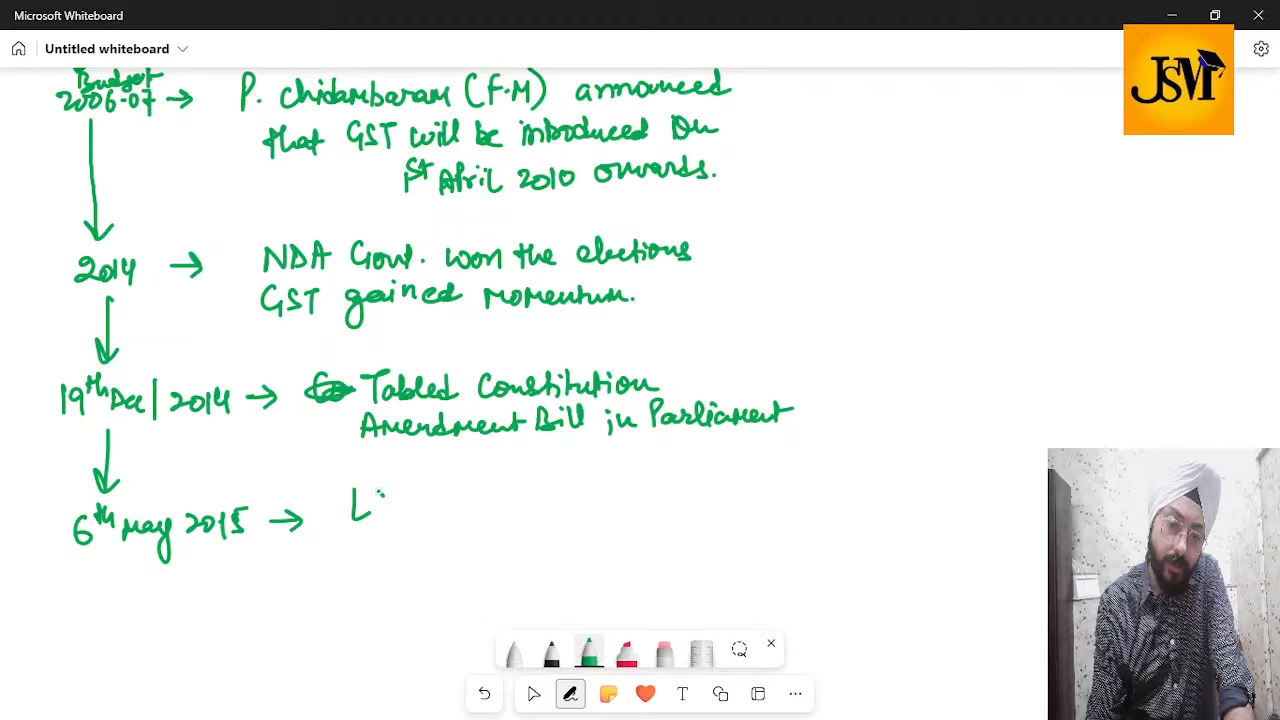 Microsoft Whiteboard
Untitled whiteboard
JSM
Budget
2006-07 → P. Chidambaram (F.M) announced
that GST will be introduced on
1st April 2010 onwards.
2014 → NDA Govt. won the elections
GST gained momentum.
19th Dec | 2014 → Tabled Constitution
Amendment Bill in Parliament
6th may 2015 → L
T